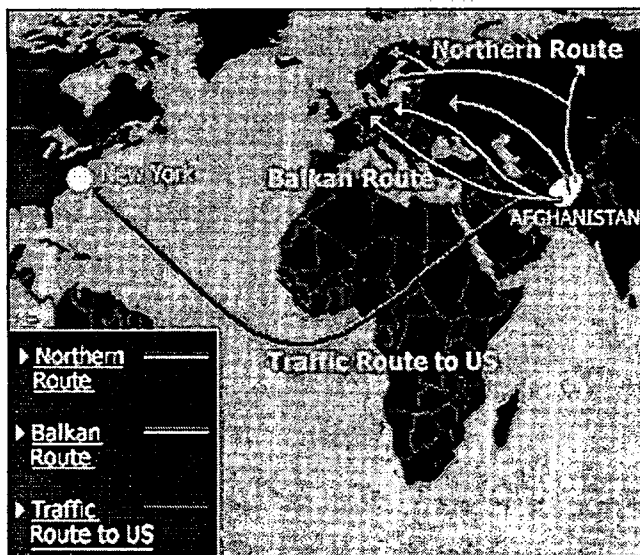 Northern Route
New York
Balkan Route
AFGHANISTAN
Traffic Route to US
Northern
Route
Balkan
Route
Traffic
Route to US